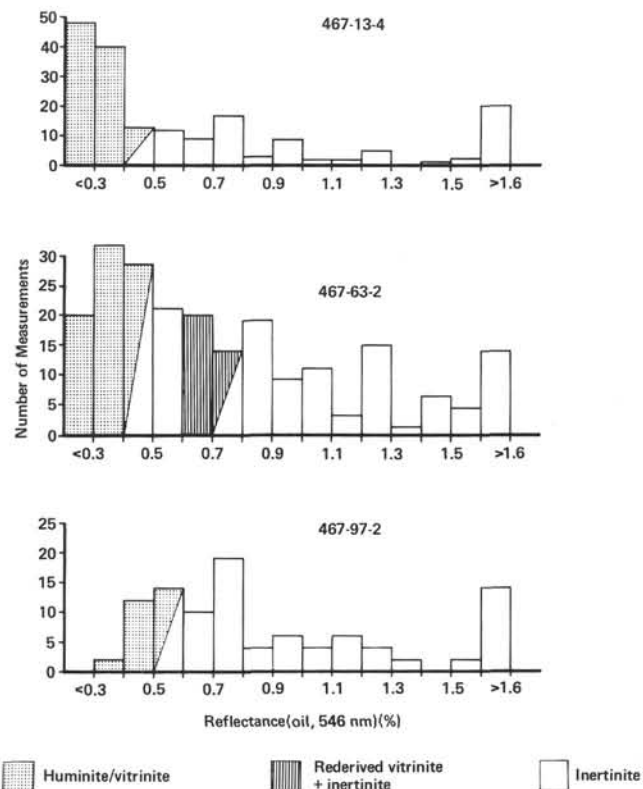 467-13-4
50
40
30
20
10
0
<0.3 0.5 0.7 0.9 1.1 1.3 1.5 >1.6
467-63-2
Number of Measurements
30
25
20
15
10
5
0
<0.3 0.5 0.7 0.9 1.1 1.3 1.5 >1.6
467-97-2
25
20
15
10
5
0
<0.3 0.5 0.7 0.9 1.1 1.3 1.5 >1.6
Reflectance(oil, 546 nm)(%)
Huminite/vitrinite
Rederived vitrinite
+ inertinite
Inertinite